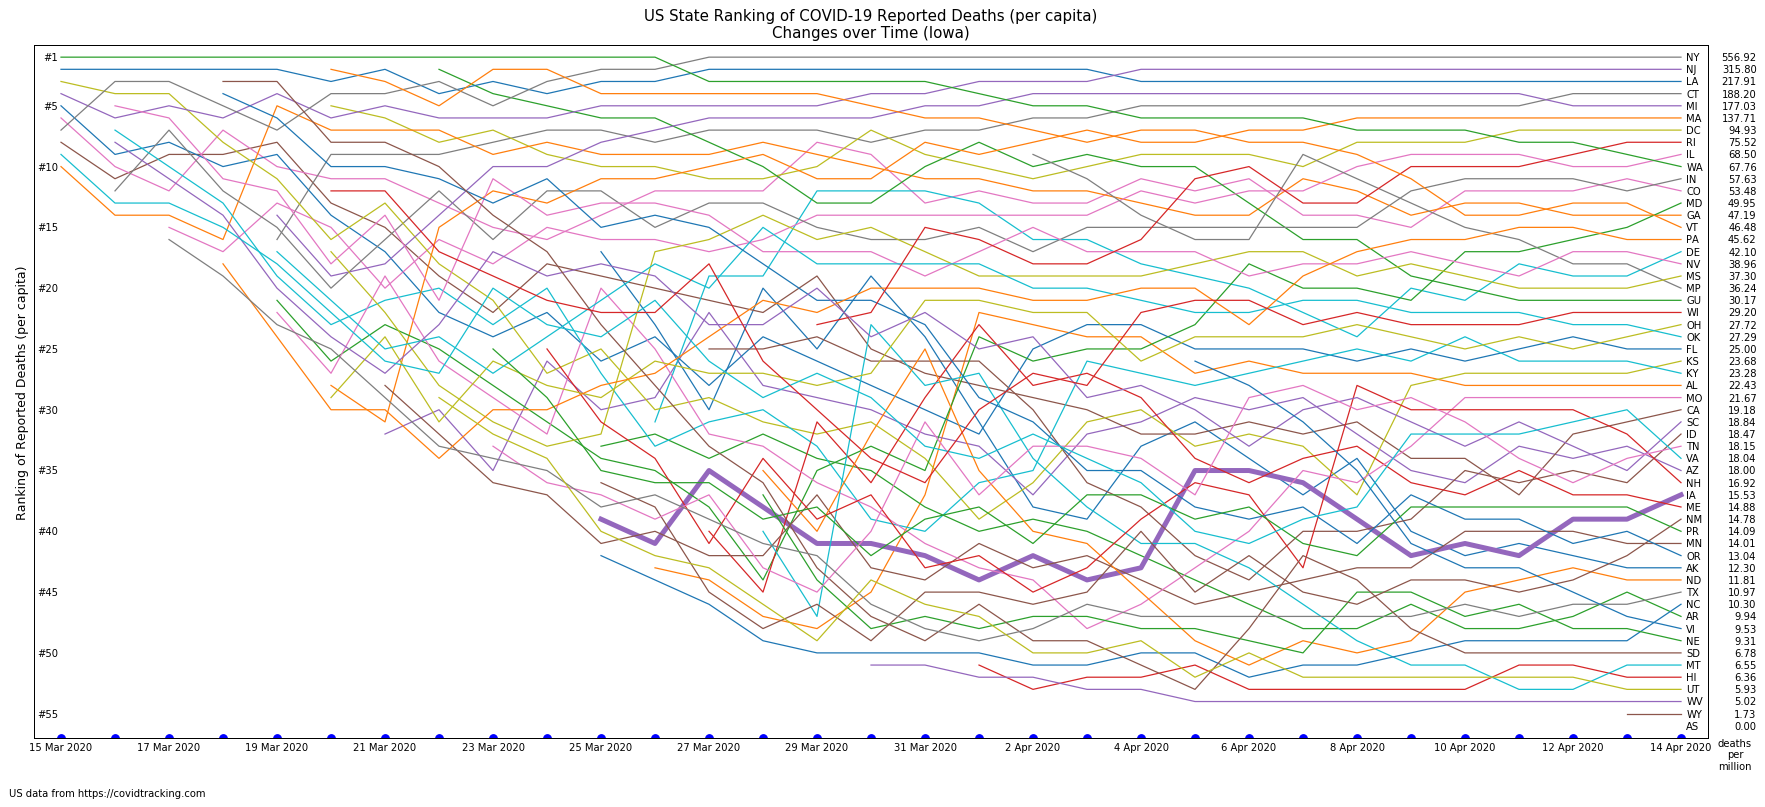 US State Ranking of COVID-19 Reported Deaths (per capita)
Changes over Time (Iowa)
Ranking of Reported Deaths (per capita)
#1
#5
#10
#15
#20
#25
#30
#35
#40
#45
#50
#55
NY 556.92
NJ 315.80
LA 217.91
CT 188.20
MI 177.03
MA 137.71
DC 94.93
RI 75.52
IL 68.50
WA 67.76
IN 57.63
CO 53.48
MD 49.95
GA 47.19
VT 46.48
PA 45.62
DE 42.10
NV 38.96
MS 37.30
MP 36.24
GU 30.17
WI 29.20
OH 27.72
OK 27.29
FL 25.00
KS 23.68
KY 23.28
AL 22.43
MO 21.67
CA 19.18
SC 18.84
ID 18.47
TN 18.15
VA 18.04
AZ 18.00
NH 16.92
IA 15.53
ME 14.88
NM 14.78
PR 14.09
MN 14.01
OR 13.04
AK 12.30
ND 11.81
TX 10.97
NC 10.30
AR 9.94
VI 9.53
NE 9.31
SD 6.78
MT 6.55
HI 6.36
UT 5.93
WV 5.02
WY 1.73
AS 0.00
15 Mar 2020 17 Mar 2020 19 Mar 2020 21 Mar 2020 23 Mar 2020 25 Mar 2020 27 Mar 2020 29 Mar 2020 31 Mar 2020 2 Apr 2020 4 Apr 2020 6 Apr 2020 8 Apr 2020 10 Apr 2020 12 Apr 2020 14 Apr 2020
deaths
per
million
US data from https://covidtracking.com